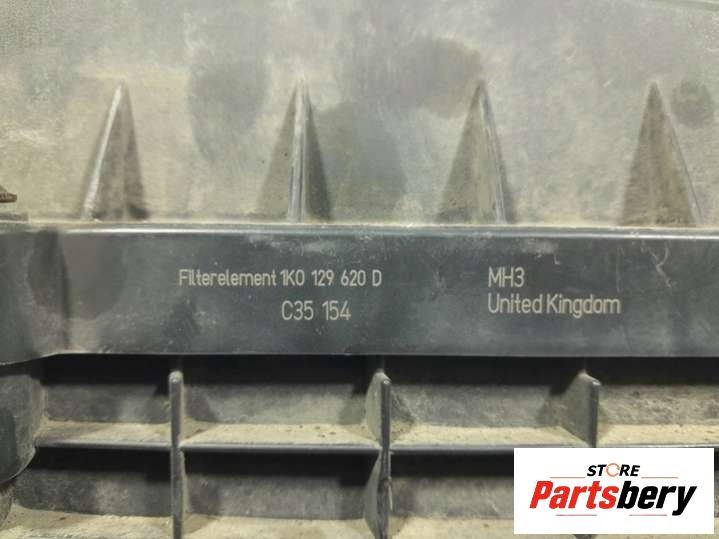 Filterelement 1K0 129 620 D
C35 154
MH3
United Kingdom
STORE
Partsbery